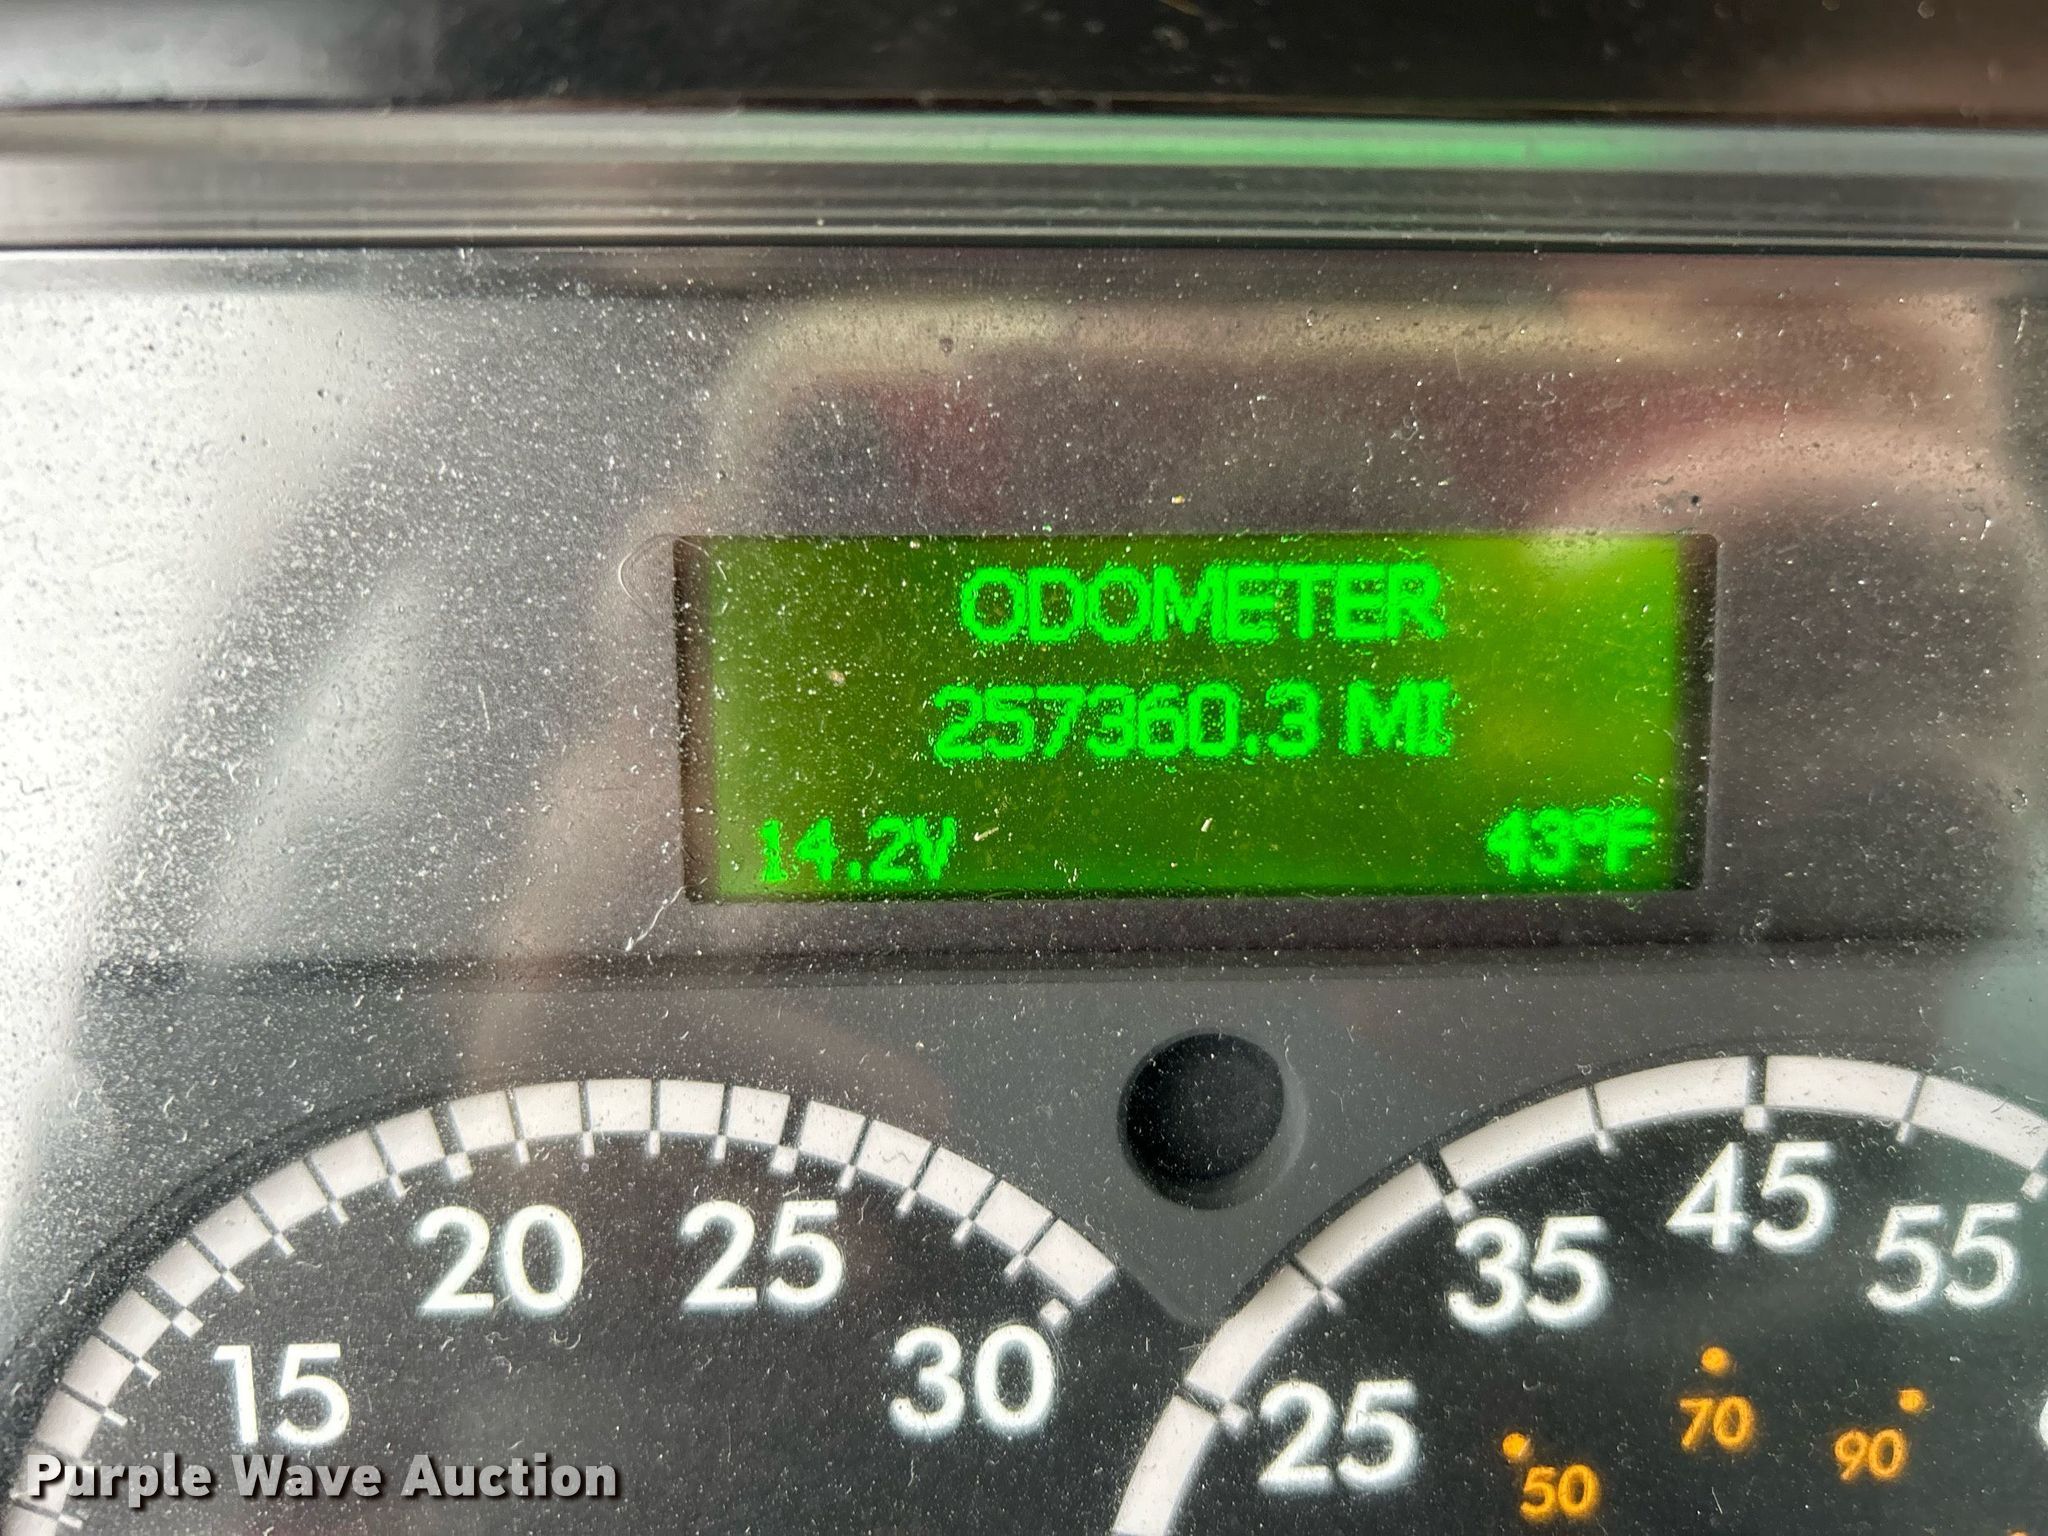 ODOMETER
257360.3 MI
14.2V 43°F
15 20 25 30
25 35 45 55
50 70 90
Purple Wave Auction